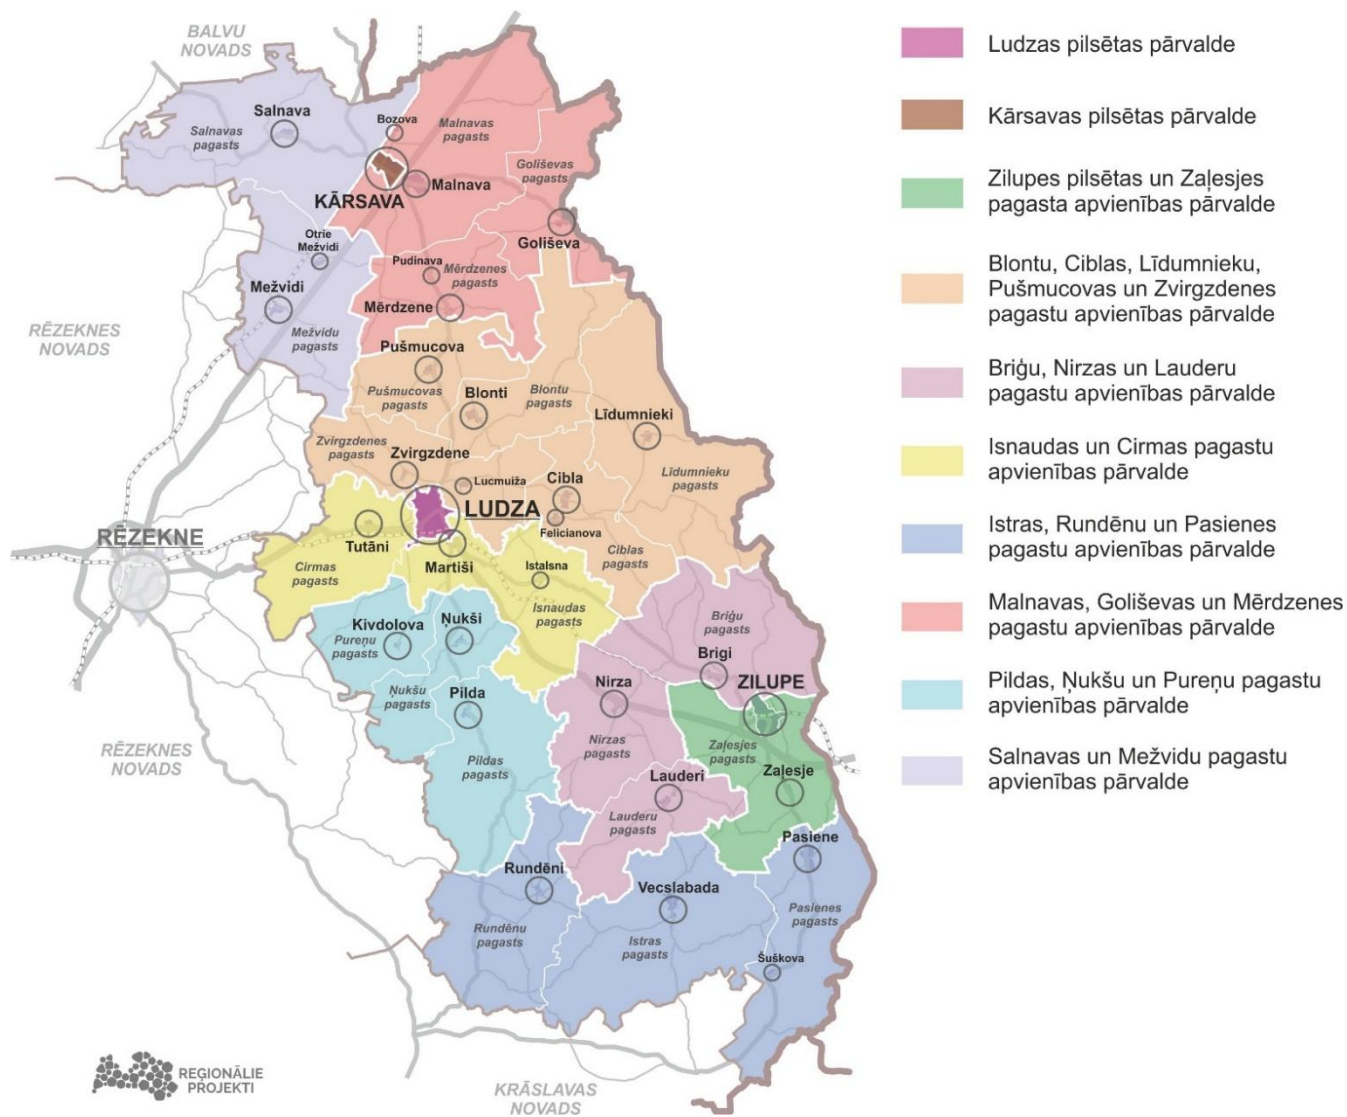 BALVU
NOVADS
Salnava
Salnavas
pagasts
Bozova
Malnavas
pagasts
Goliševas
pagasts
Malnava
KĀRSAVA
Otrie
Mežvidi
Goliševa
Pudinava
Mērdzenes
pagasts
Mežvidi
Mērdzene
RĒZEKNES
NOVADS
Mežvidu
pagasts
Pušmucova
Pušmucovas
pagasts
Blonti
Blontu
pagasts
Līdumnieki
Zvirgzdenes
pagasts
Zvirgzdene
Lucmuiža
Cibla
Līdumnieku
pagasts
LUDZA
Felicianova
RĒZEKNE
Tutāni
Cirmas
pagasts
Martiši
Istalsna
Ciblas
pagasts
Isnaudas
pagasts
Kivdolova
Pureņu
pagasts
Ņukši
Briģu
pagasts
Brigi
Ņukšu
pagasts
Pilda
Nirza
ZILUPE
RĒZEKNES
NOVADS
Pildas
pagasts
Nirzas
pagasts
Zaļesjes
pagasts
Lauderi
Zaļesje
Lauderu
pagasts
Pasiene
Rundēni
Vecslabada
Pasienes
pagasts
Rundēnu
pagasts
Istras
pagasts
Šuškova
KRĀSLAVAS
NOVADS
REĢIONĀLIE
PROJEKTI
Ludzas pilsētas pārvalde
Kārsavas pilsētas pārvalde
Zilupes pilsētas un Zaļesjes
pagasta apvienības pārvalde
Blontu, Ciblas, Līdumnieku,
Pušmucovas un Zvirgzdenes
pagastu apvienības pārvalde
Briģu, Nirzas un Lauderu
pagastu apvienības pārvalde
Isnaudas un Cirmas pagastu
apvienības pārvalde
Istras, Rundēnu un Pasienes
pagastu apvienības pārvalde
Malnavas, Goliševas un Mērdzenes
pagastu apvienības pārvalde
Pildas, Ņukšu un Pureņu pagastu
apvienības pārvalde
Salnavas un Mežvidu pagastu
apvienības pārvalde